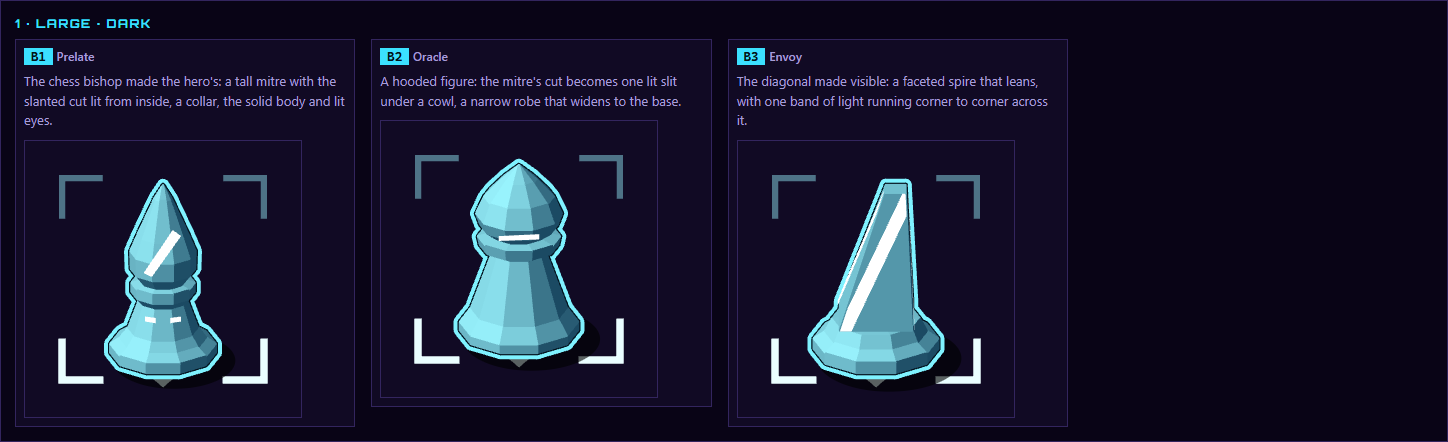 1 · LARGE · DARK
B1 Prelate
The chess bishop made the hero's: a tall mitre with the
slanted cut lit from inside, a collar, the solid body and lit
eyes.
B2 Oracle
A hooded figure: the mitre's cut becomes one lit slit
under a cowl, a narrow robe that widens to the base.
B3 Envoy
The diagonal made visible: a faceted spire that leans,
with one band of light running corner to corner across
it.